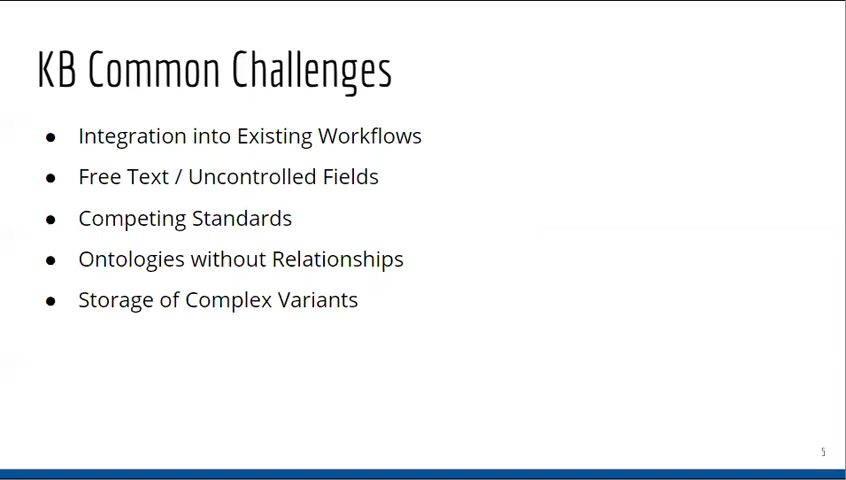 KB Common Challenges
● Integration into Existing Workflows
● Free Text / Uncontrolled Fields
● Competing Standards
● Ontologies without Relationships
● Storage of Complex Variants
5